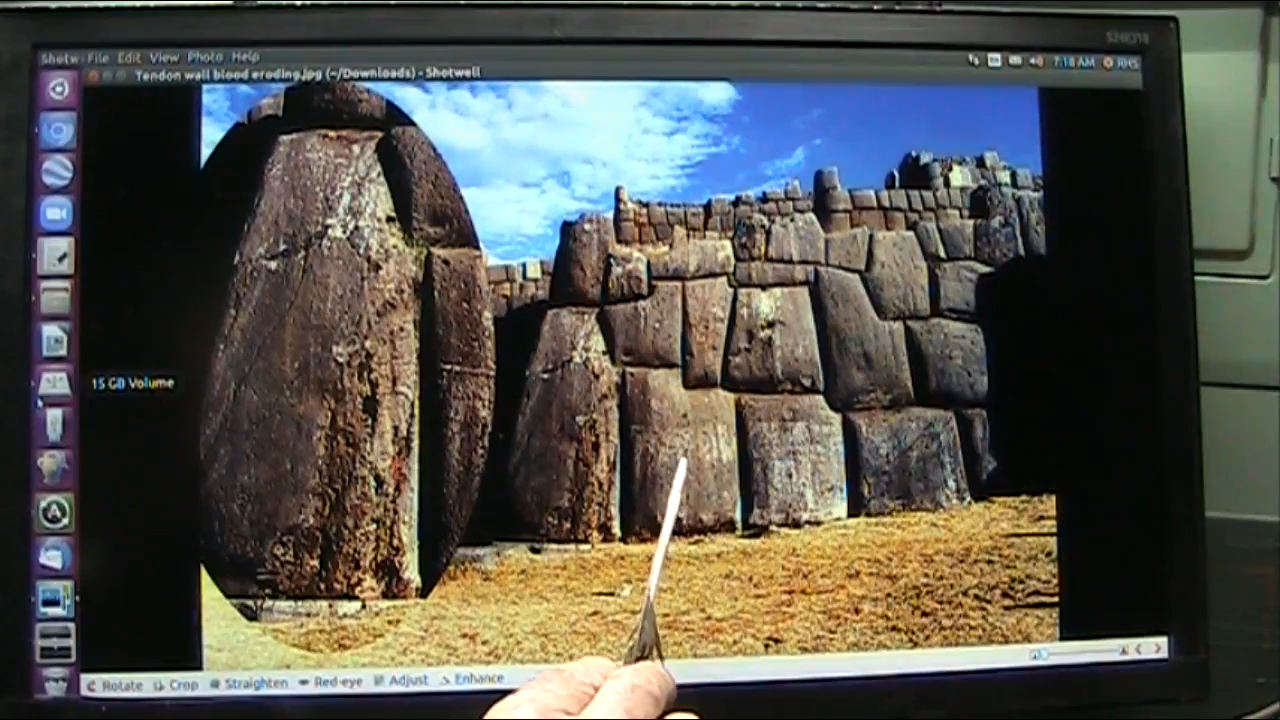 Shotw File Edit View Photo Help
7:18 AM RHS
Tendon wall blood eroding.jpg (~/Downloads) - Shotwell
15 GB Volume
Rotate Crop Straighten Red-eye Adjust Enhance